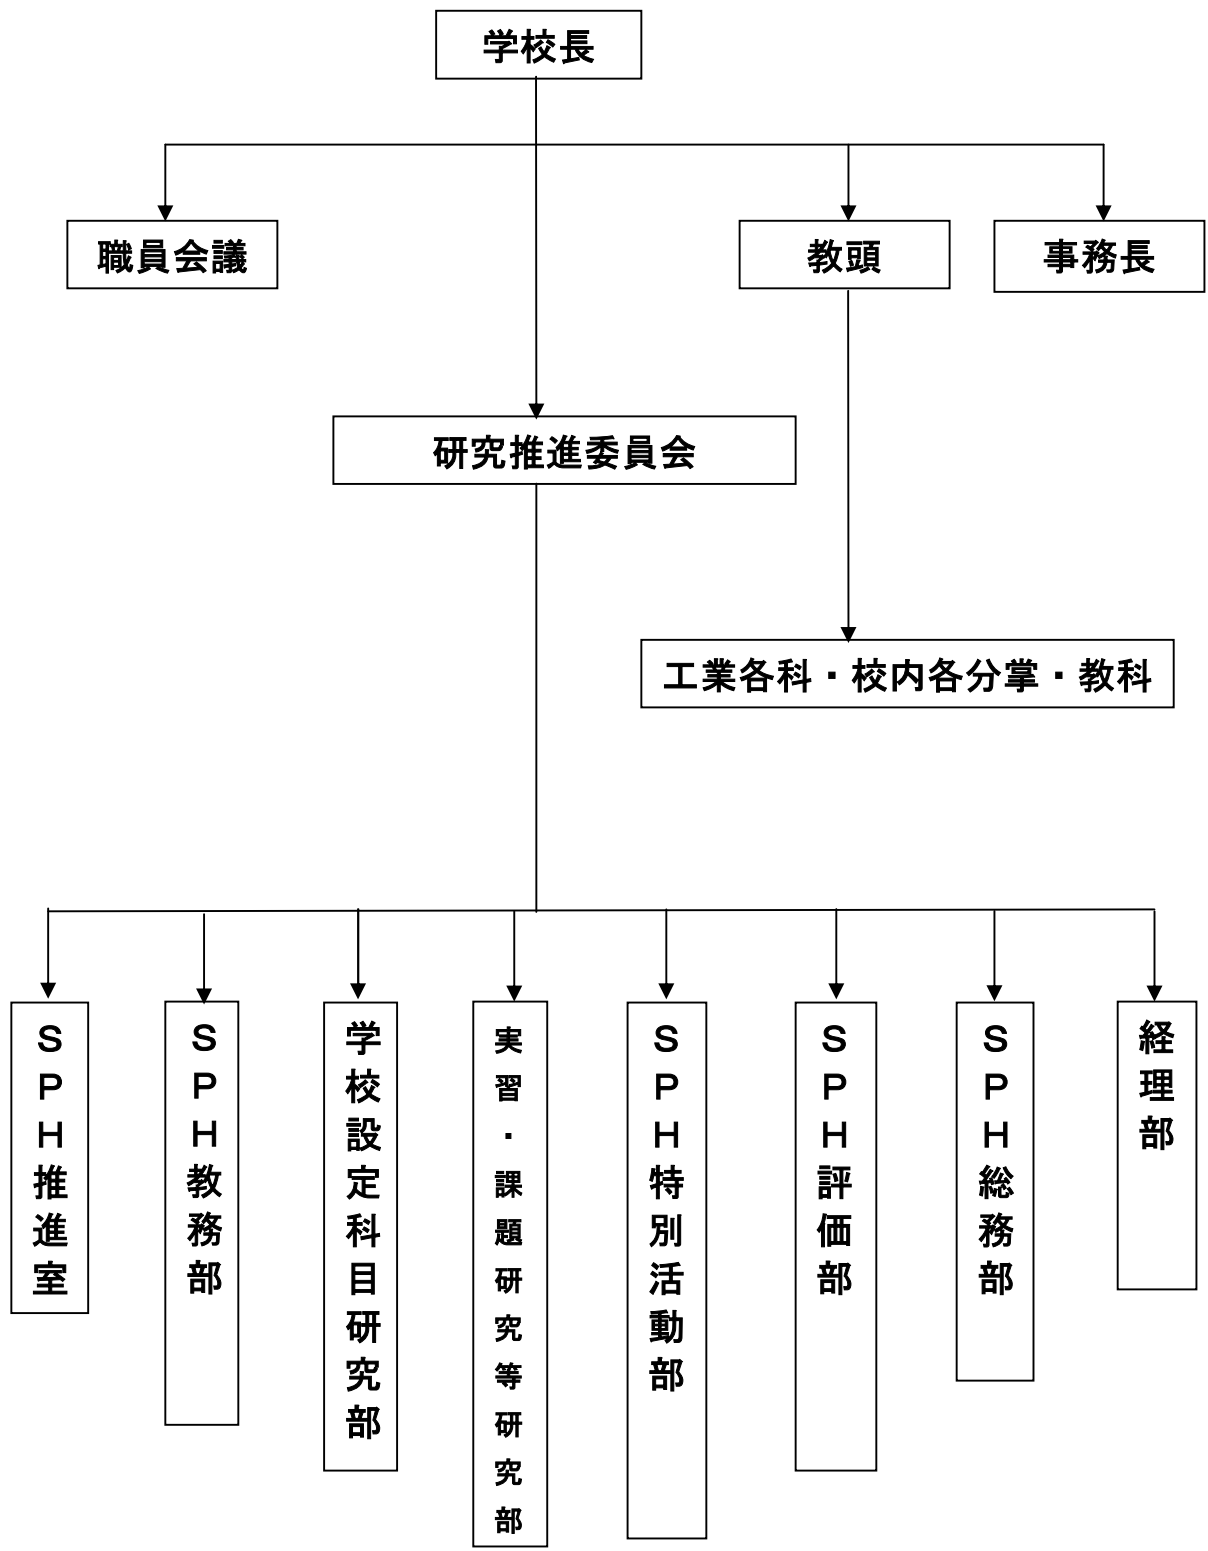 学校長
職員会議
教頭
事務長
研究推進委員会
工業各科・校内各分掌・教科
ＳＰＨ推進室
ＳＰＨ教務部
学校設定科目研究部
実習・課題研究等研究部
ＳＰＨ特別活動部
ＳＰＨ評価部
ＳＰＨ総務部
経理部